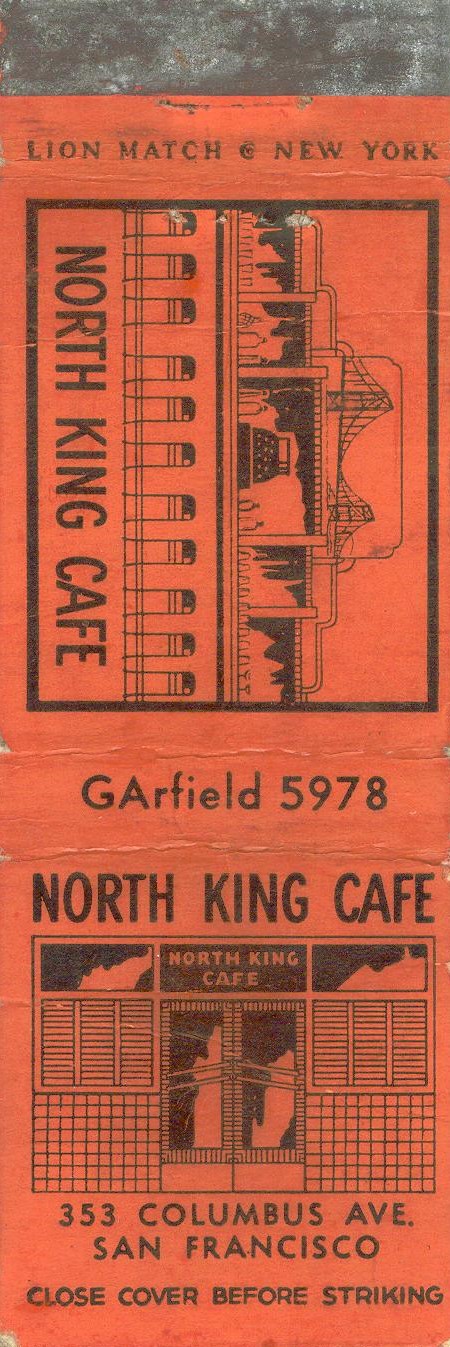 LION MATCH © NEW YORK
NORTH KING CAFE
GArfield 5978
NORTH KING CAFE
NORTH KING
CAFE
353 COLUMBUS AVE.
SAN FRANCISCO
CLOSE COVER BEFORE STRIKING